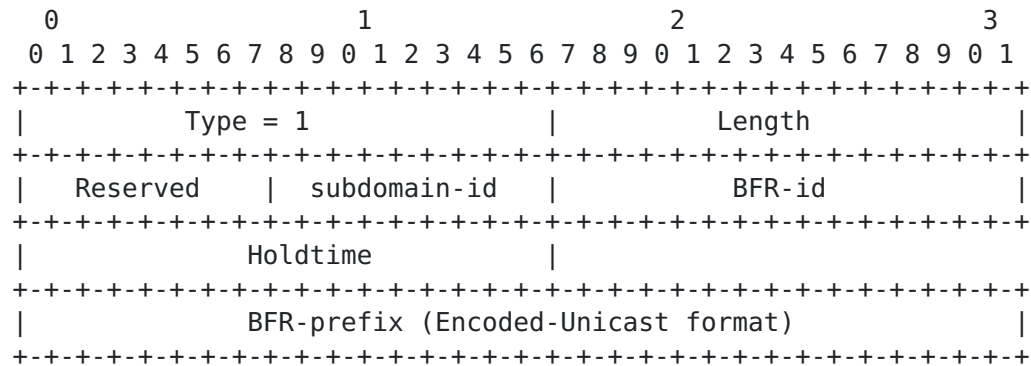 0                   1                   2                   3
 0 1 2 3 4 5 6 7 8 9 0 1 2 3 4 5 6 7 8 9 0 1 2 3 4 5 6 7 8 9 0 1
+-+-+-+-+-+-+-+-+-+-+-+-+-+-+-+-+-+-+-+-+-+-+-+-+-+-+-+-+-+-+-+-+
|          Type = 1               |          Length             |
+-+-+-+-+-+-+-+-+-+-+-+-+-+-+-+-+-+-+-+-+-+-+-+-+-+-+-+-+-+-+-+-+
|   Reserved    |  subdomain-id   |           BFR-id            |
+-+-+-+-+-+-+-+-+-+-+-+-+-+-+-+-+-+-+-+-+-+-+-+-+-+-+-+-+-+-+-+-+
|              Holdtime           |
+-+-+-+-+-+-+-+-+-+-+-+-+-+-+-+-+-+-+-+-+-+-+-+-+-+-+-+-+-+-+-+-+
|              BFR-prefix (Encoded-Unicast format)              |
+-+-+-+-+-+-+-+-+-+-+-+-+-+-+-+-+-+-+-+-+-+-+-+-+-+-+-+-+-+-+-+-+